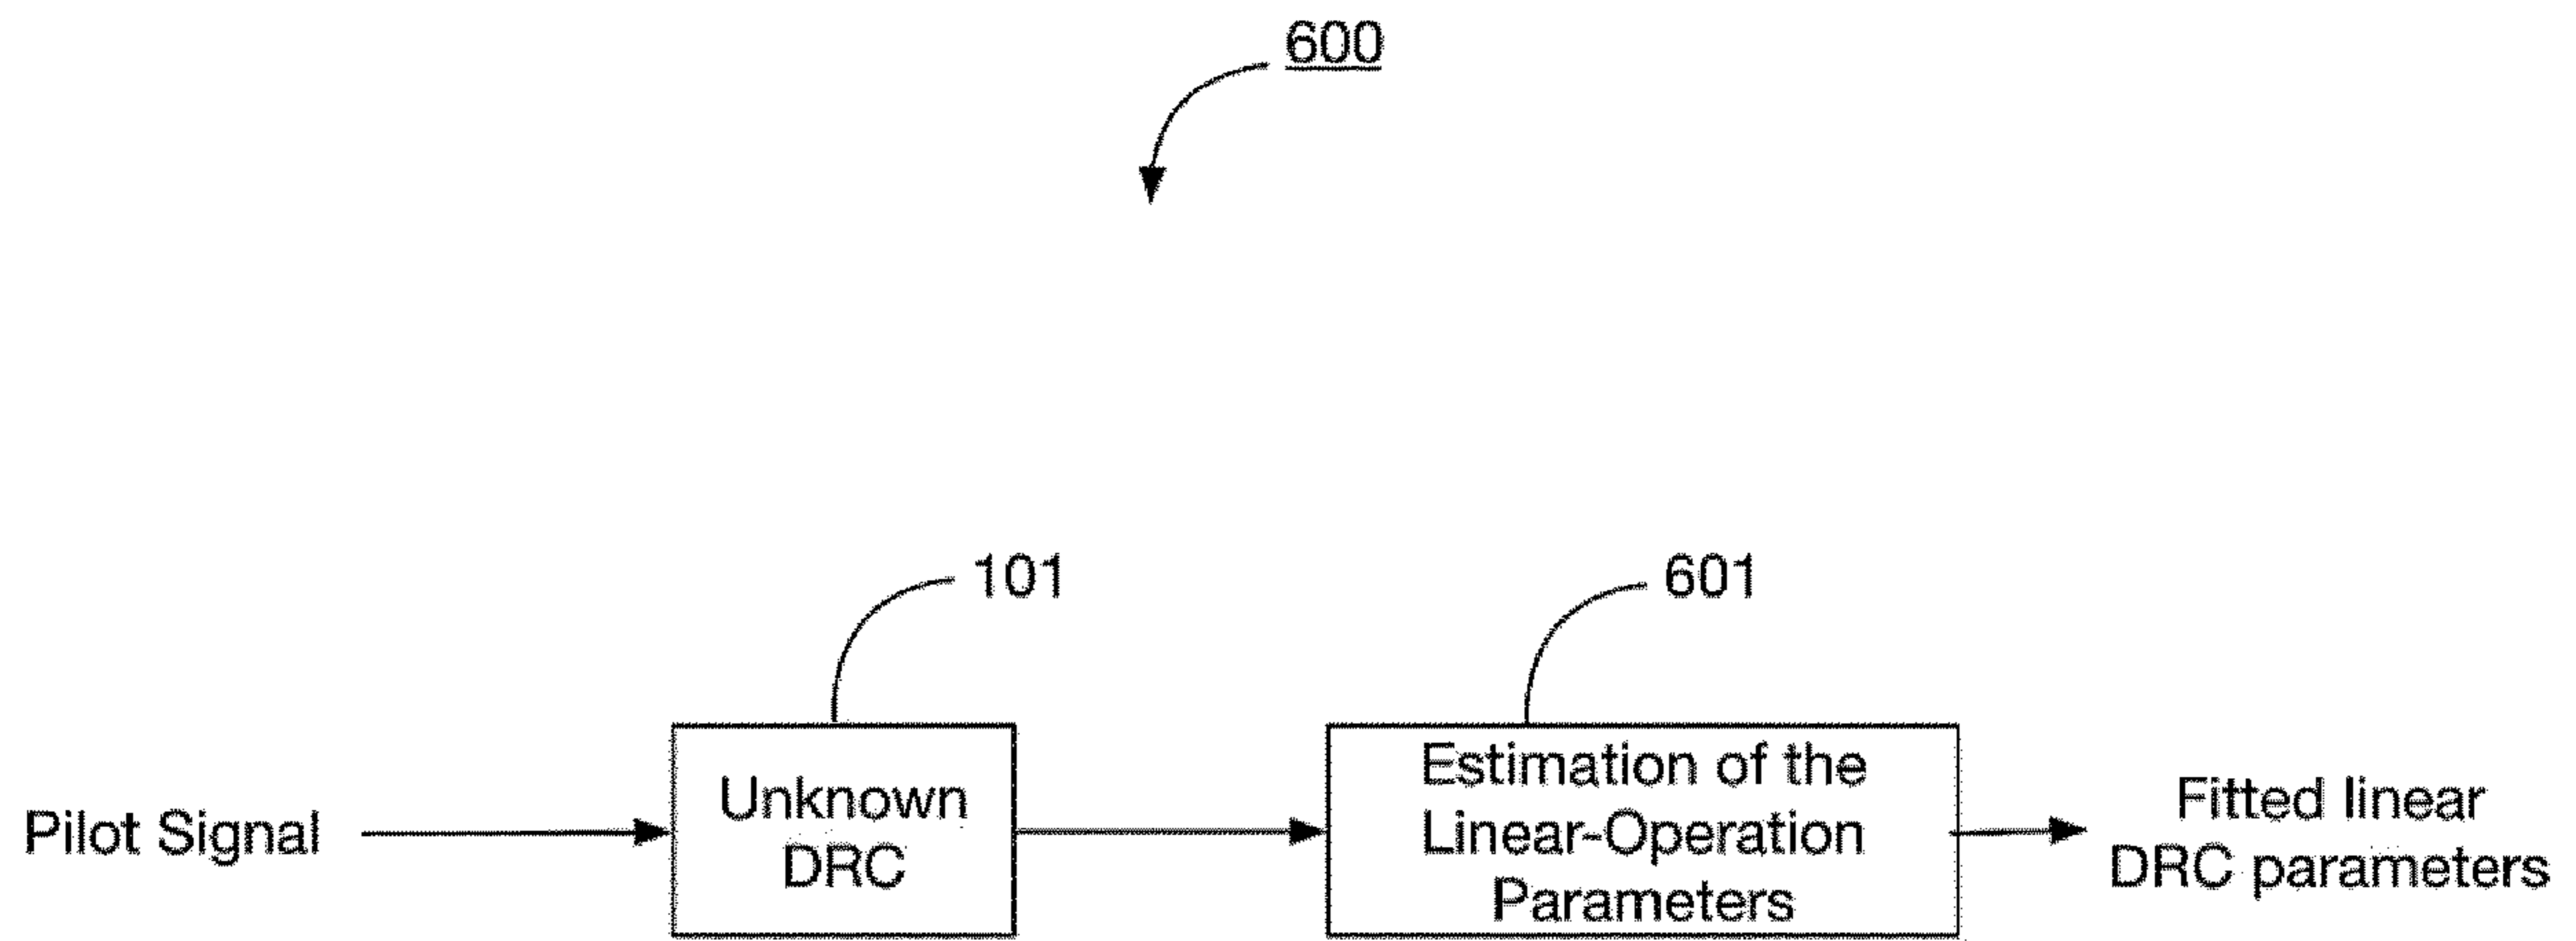 600
101
601
Pilot Signal
Unknown
DRC
Estimation of the
Linear-Operation
Parameters
Fitted linear
DRC parameters